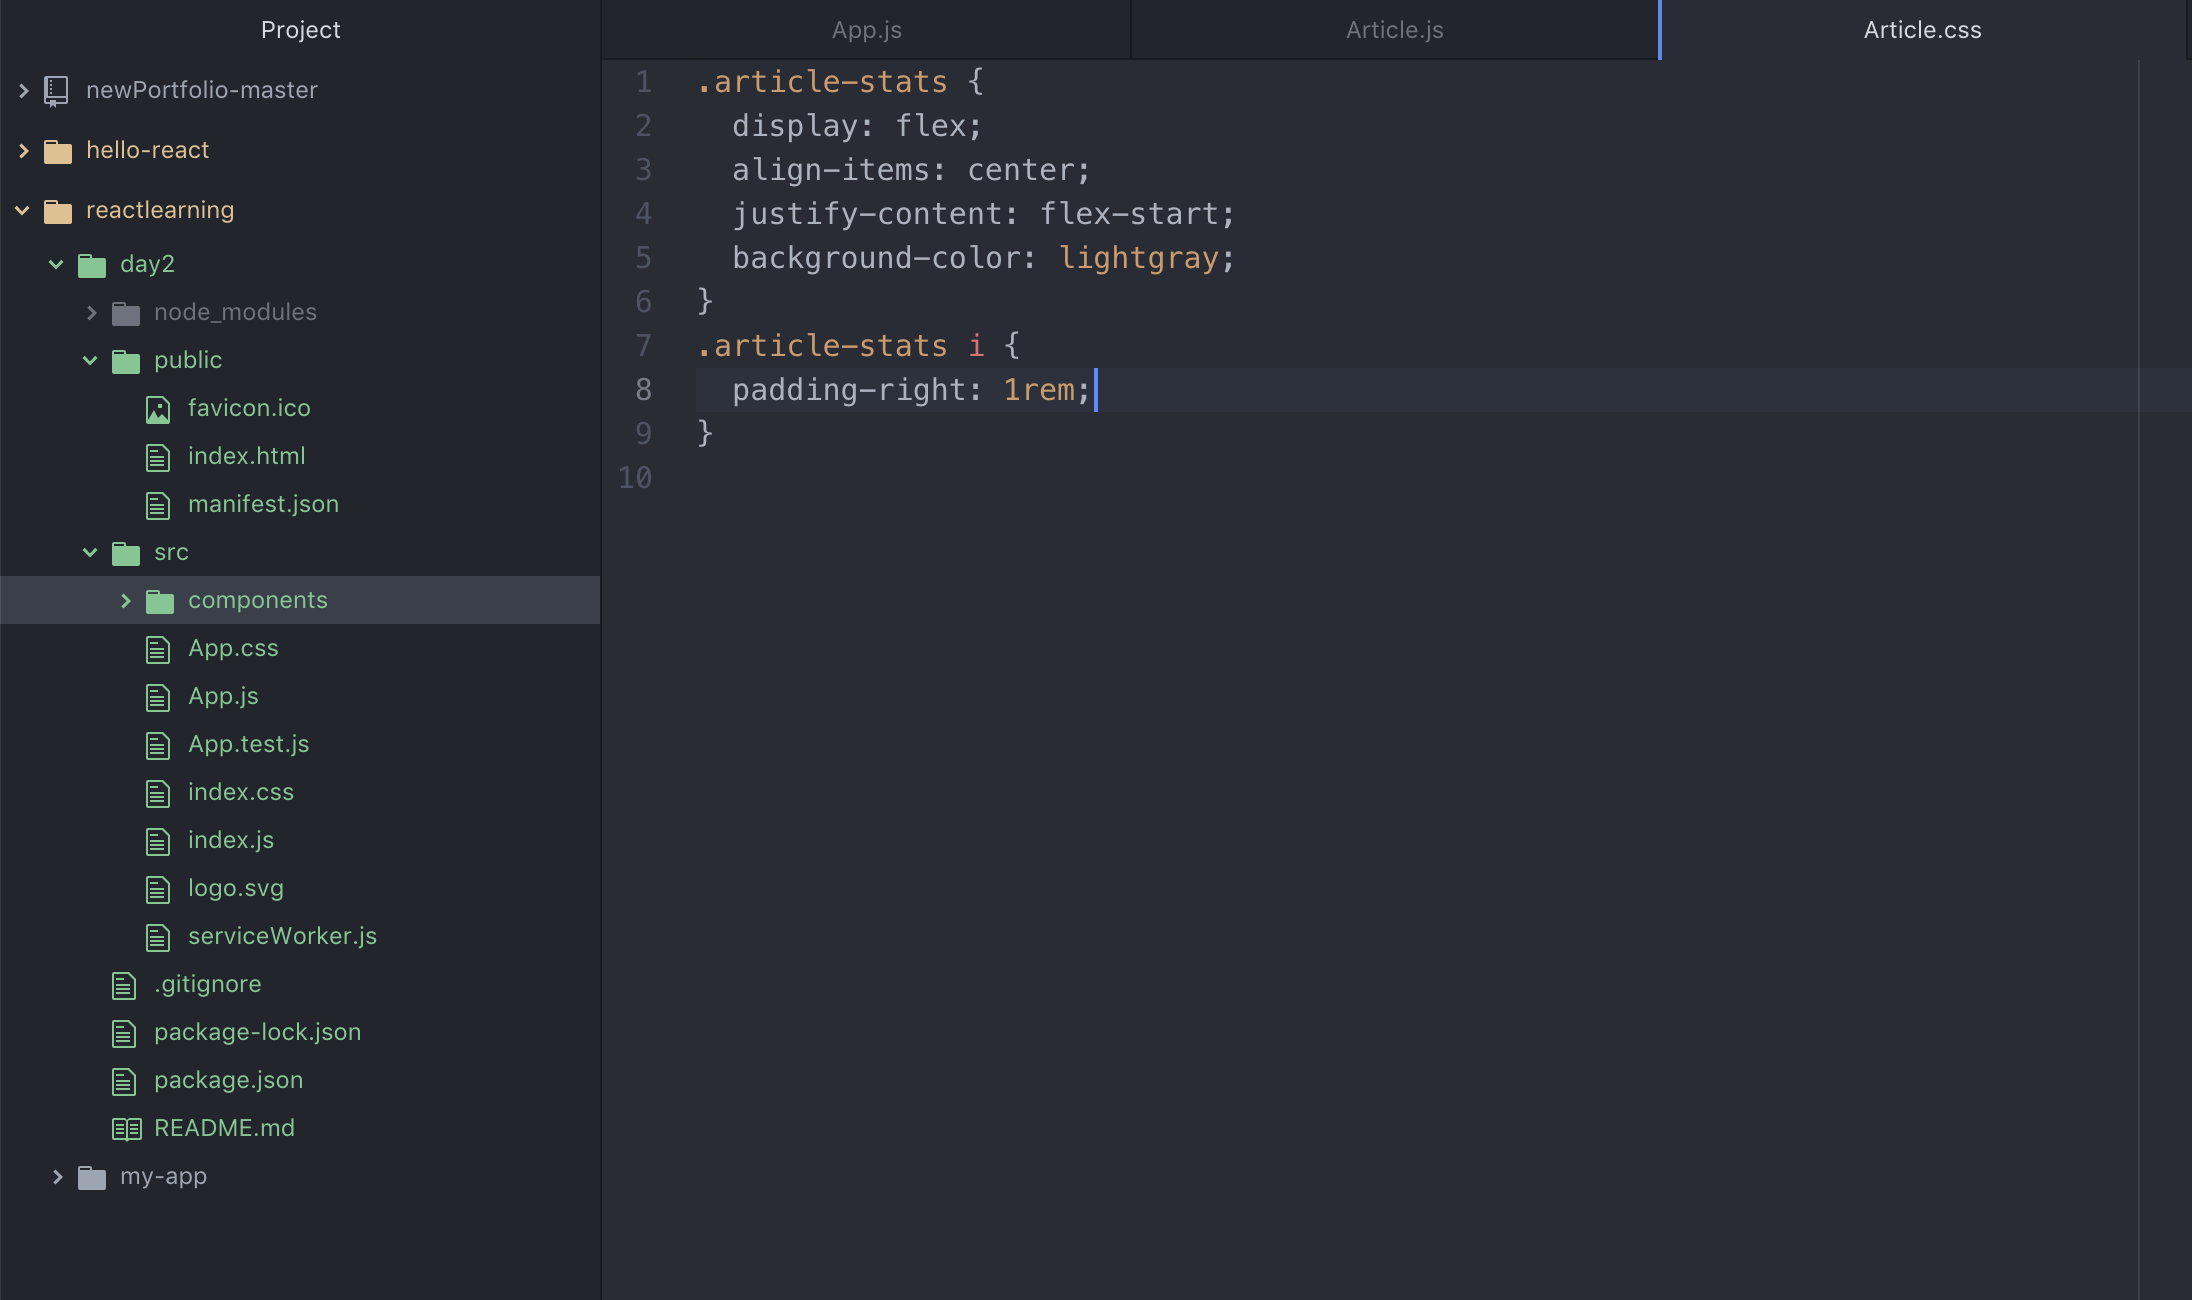 Project
newPortfolio-master
hello-react
reactlearning
day2
node_modules
public
favicon.ico
index.html
manifest.json
src
components
App.css
App.js
App.test.js
index.css
index.js
logo.svg
serviceWorker.js
.gitignore
package-lock.json
package.json
README.md
my-app
App.js
Article.js
Article.css
1 .article-stats {
2 display: flex;
3 align-items: center;
4 justify-content: flex-start;
5 background-color: lightgray;
6 }
7 .article-stats i {
8 padding-right: 1rem;
9 }
10